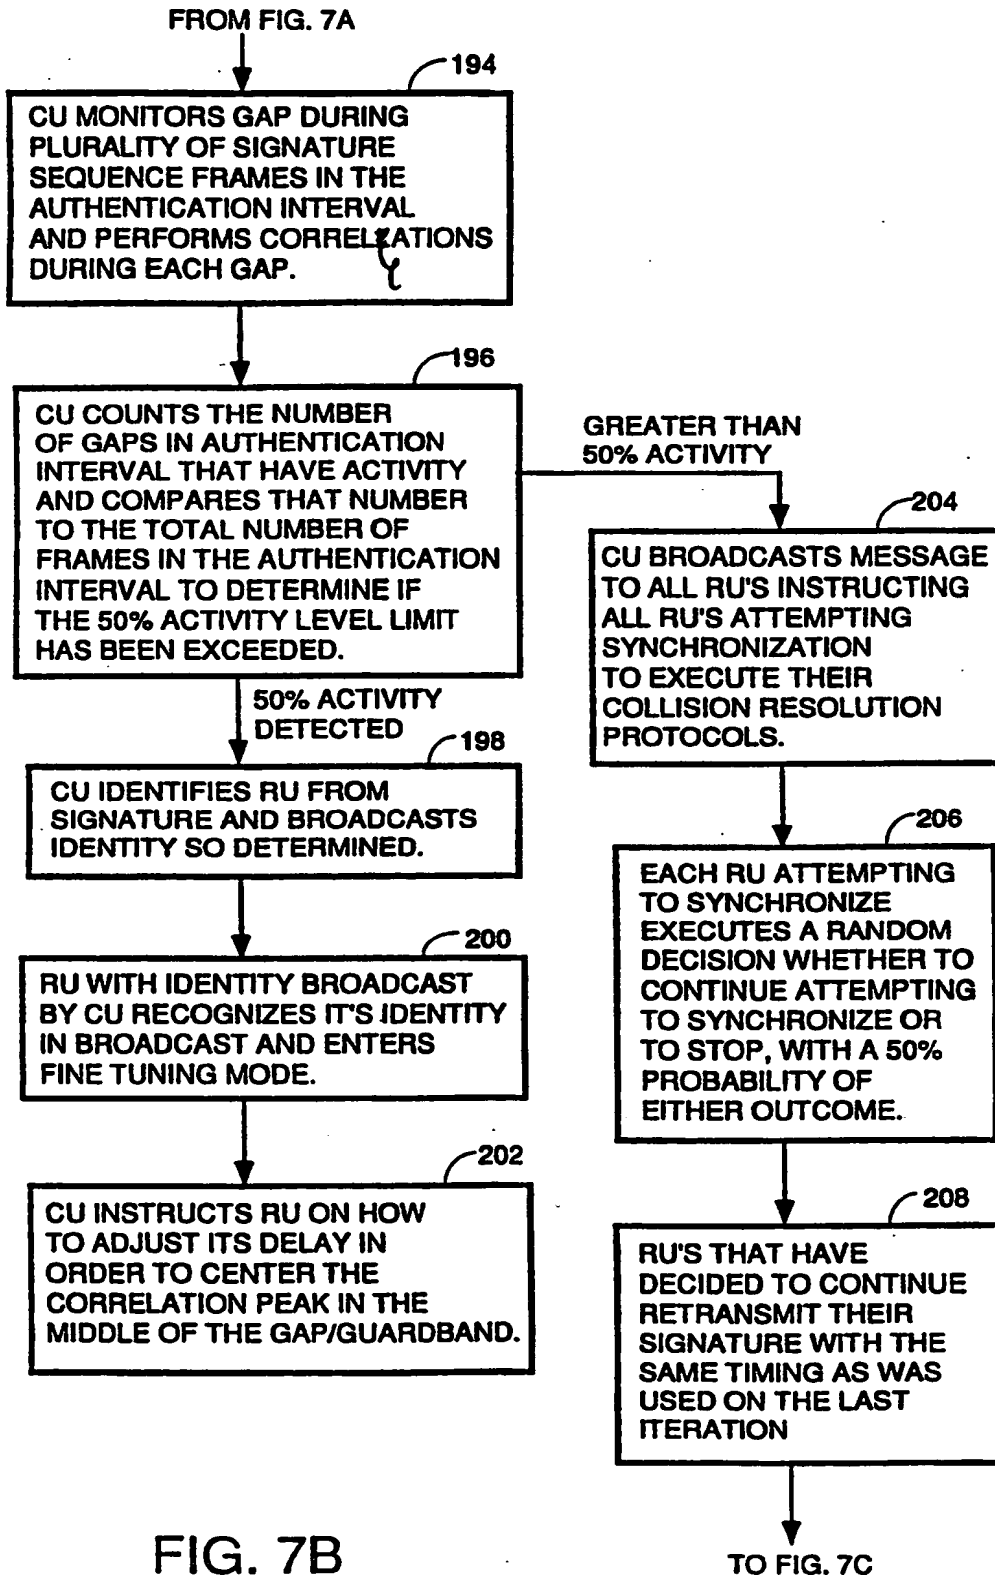 FROM FIG. 7A
194
CU MONITORS GAP DURING
PLURALITY OF SIGNATURE
SEQUENCE FRAMES IN THE
AUTHENTICATION INTERVAL
AND PERFORMS CORRELATIONS
DURING EACH GAP.
196
CU COUNTS THE NUMBER
OF GAPS IN AUTHENTICATION
INTERVAL THAT HAVE ACTIVITY
AND COMPARES THAT NUMBER
TO THE TOTAL NUMBER OF
FRAMES IN THE AUTHENTICATION
INTERVAL TO DETERMINE IF
THE 50% ACTIVITY LEVEL LIMIT
HAS BEEN EXCEEDED.
50% ACTIVITY
DETECTED
198
CU IDENTIFIES RU FROM
SIGNATURE AND BROADCASTS
IDENTITY SO DETERMINED.
200
RU WITH IDENTITY BROADCAST
BY CU RECOGNIZES IT'S IDENTITY
IN BROADCAST AND ENTERS
FINE TUNING MODE.
202
CU INSTRUCTS RU ON HOW
TO ADJUST ITS DELAY IN
ORDER TO CENTER THE
CORRELATION PEAK IN THE
MIDDLE OF THE GAP/GUARDBAND.
GREATER THAN
50% ACTIVITY
204
CU BROADCASTS MESSAGE
TO ALL RU'S INSTRUCTING
ALL RU'S ATTEMPTING
SYNCHRONIZATION
TO EXECUTE THEIR
COLLISION RESOLUTION
PROTOCOLS.
206
EACH RU ATTEMPTING
TO SYNCHRONIZE
EXECUTES A RANDOM
DECISION WHETHER TO
CONTINUE ATTEMPTING
TO SYNCHRONIZE OR
TO STOP, WITH A 50%
PROBABILITY OF
EITHER OUTCOME.
208
RU'S THAT HAVE
DECIDED TO CONTINUE
RETRANSMIT THEIR
SIGNATURE WITH THE
SAME TIMING AS WAS
USED ON THE LAST
ITERATION
TO FIG. 7C
FIG. 7B